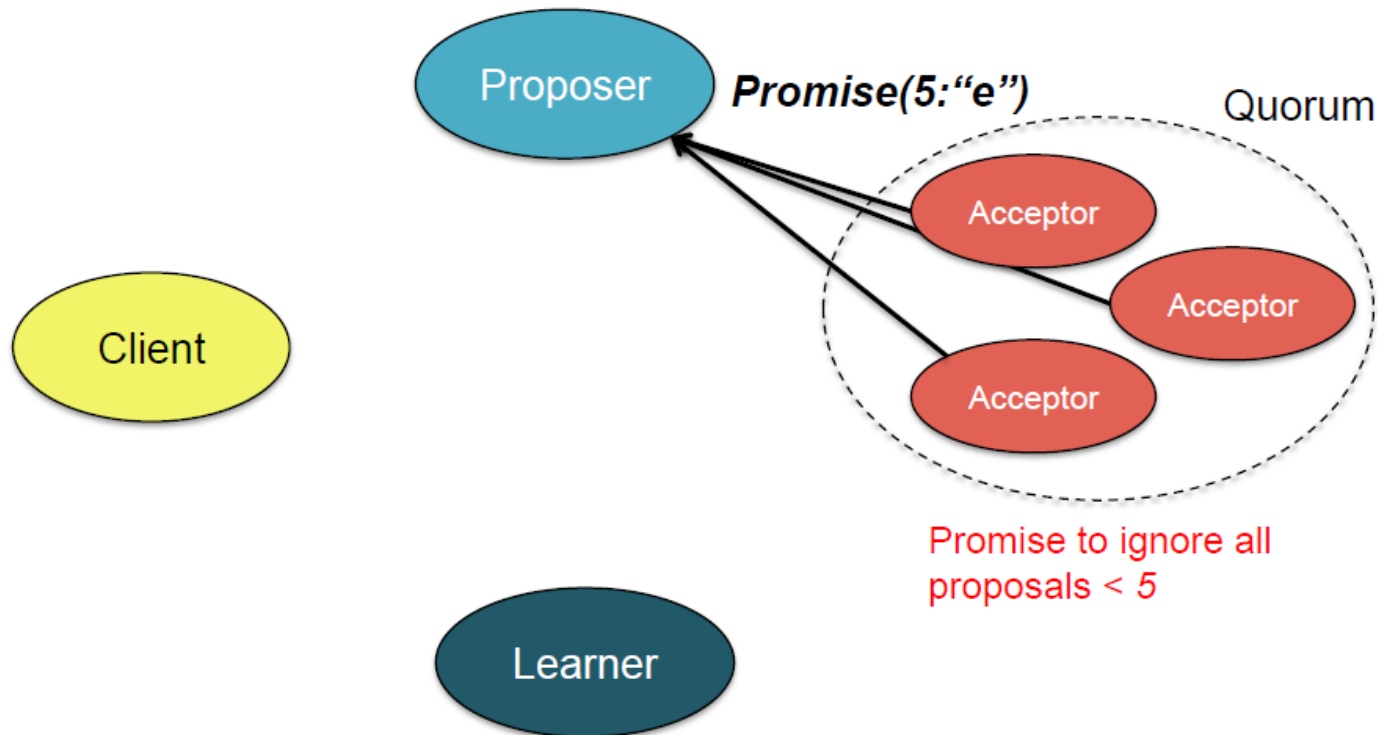 Proposer
Promise(5:“e”)
Quorum
Acceptor
Acceptor
Client
Acceptor
Promise to ignore all
proposals < 5
Learner